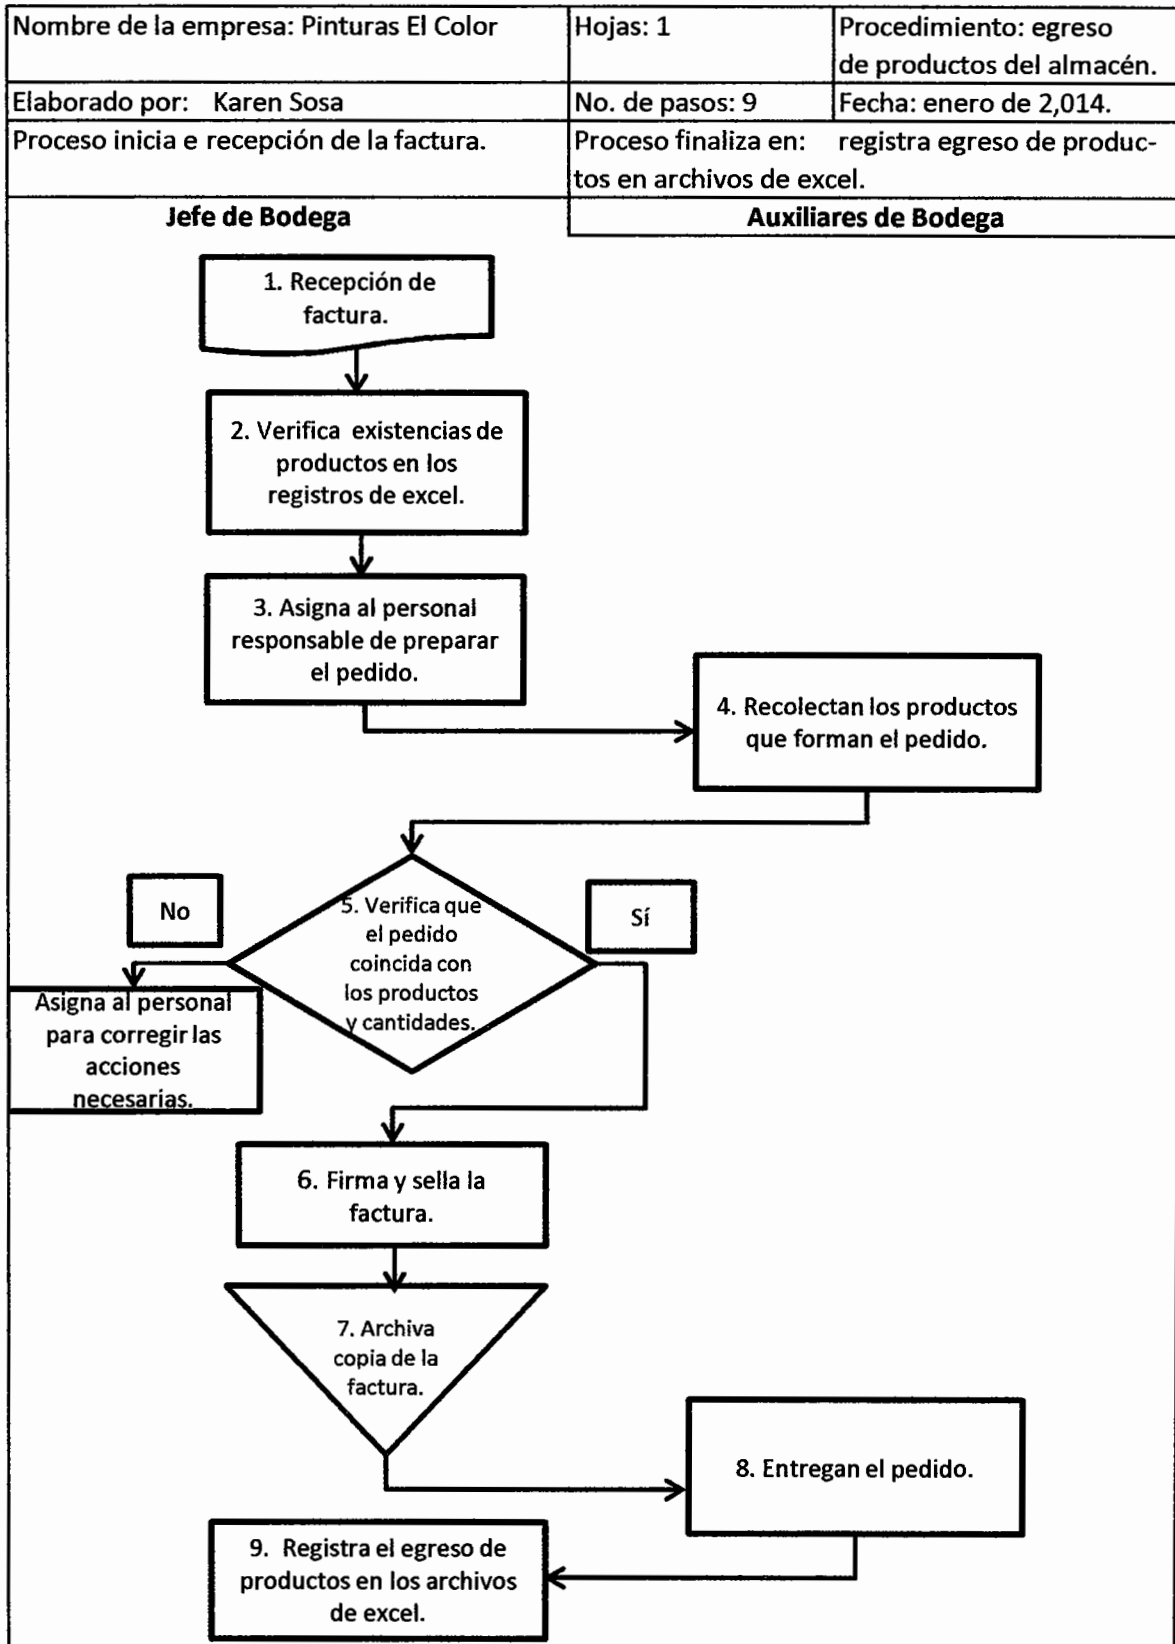 Nombre de la empresa: Pinturas El Color
Hojas: 1
Procedimiento: egreso
de productos del almacén.
Elaborado por: Karen Sosa
No. de pasos: 9
Fecha: enero de 2,014.
Proceso inicia e recepción de la factura.
Proceso finaliza en: registra egreso de produc-
tos en archivos de excel.
Jefe de Bodega
Auxiliares de Bodega
1. Recepción de
factura.
2. Verifica existencias de
productos en los
registros de excel.
3. Asigna al personal
responsable de preparar
el pedido.
4. Recolectan los productos
que forman el pedido.
No
5. Verifica que
el pedido
coincida con
los productos
y cantidades.
Sí
Asigna al personal
para corregir las
acciones
necesarias.
6. Firma y sella la
factura.
7. Archiva
copia de la
factura.
8. Entregan el pedido.
9. Registra el egreso de
productos en los archivos
de excel.